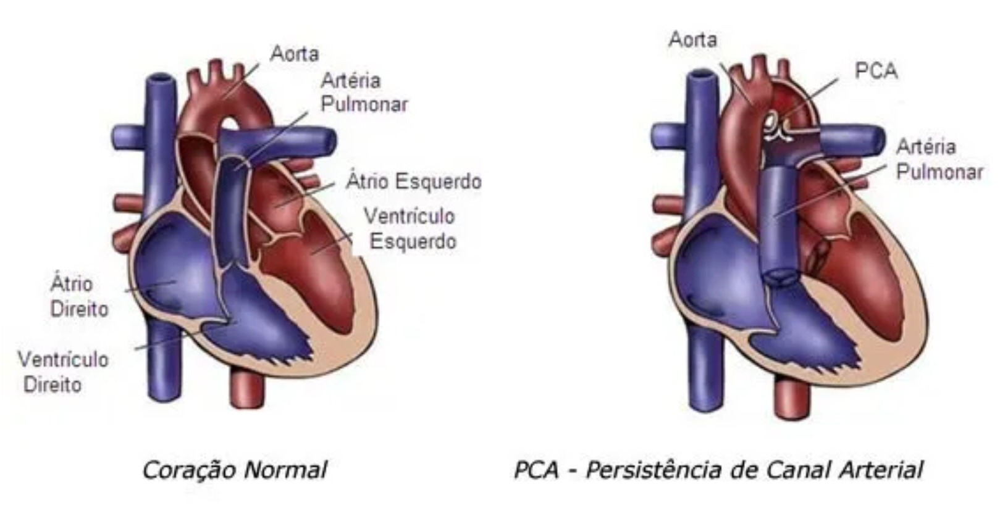 Aorta
Artéria
Pulmonar
Átrio Esquerdo
Ventrículo
Esquerdo
Átrio
Direito
Ventrículo
Direito
Coração Normal
Aorta
PCA
Artéria
Pulmonar
PCA - Persistência de Canal Arterial